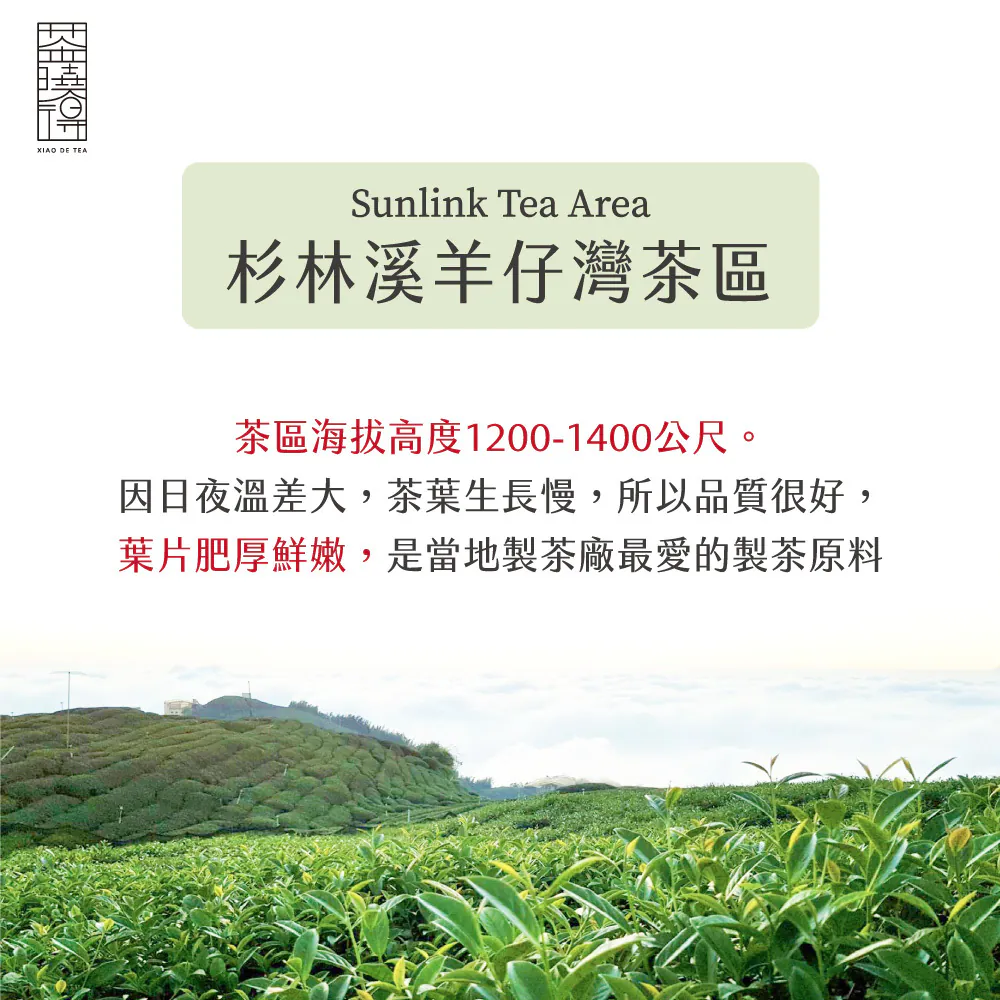 茶曉得
XIAO DE TEA
Sunlink Tea Area
杉林溪羊仔灣茶區
茶區海拔高度1200-1400公尺。
因日夜溫差大，茶葉生長慢，所以品質很好，
葉片肥厚鮮嫩，是當地製茶廠最愛的製茶原料